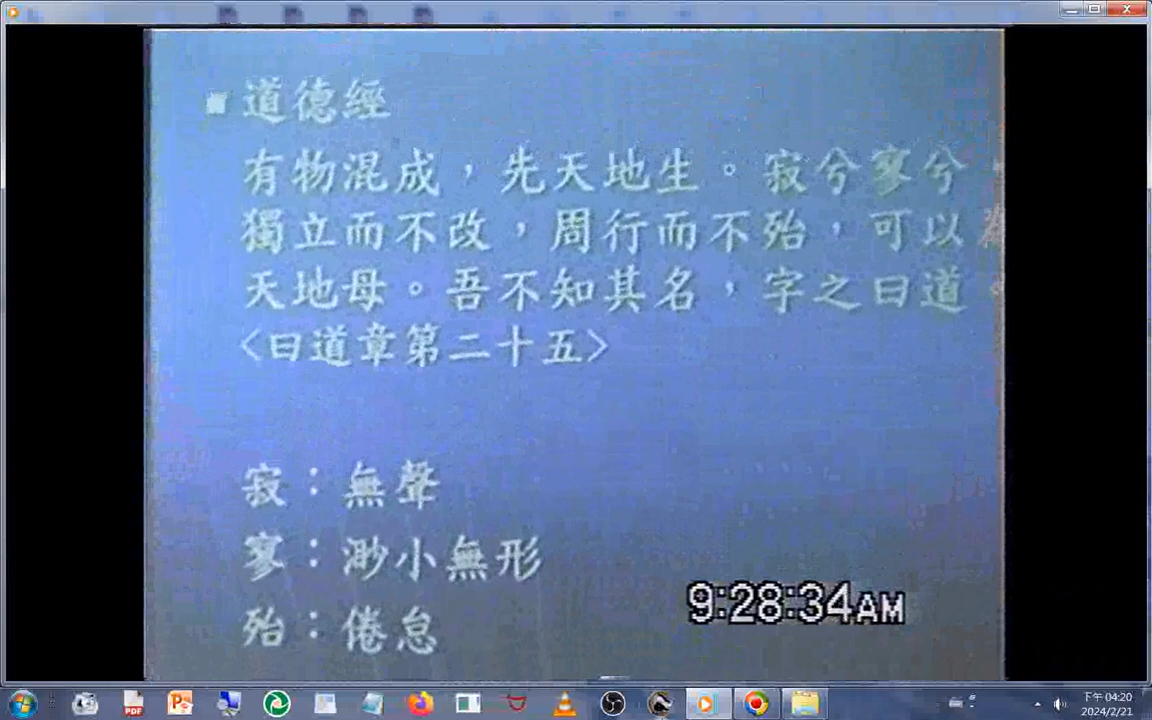 ■道德經
有物混成，先天地生。寂兮寥兮，
獨立而不改，周行而不殆，可以為
天地母。吾不知其名，字之曰道。
<曰道章第二十五>
寂：無聲
寥：渺小無形
殆：倦怠
9:28:34AM
PDF
下午 04:20
2024/2/21